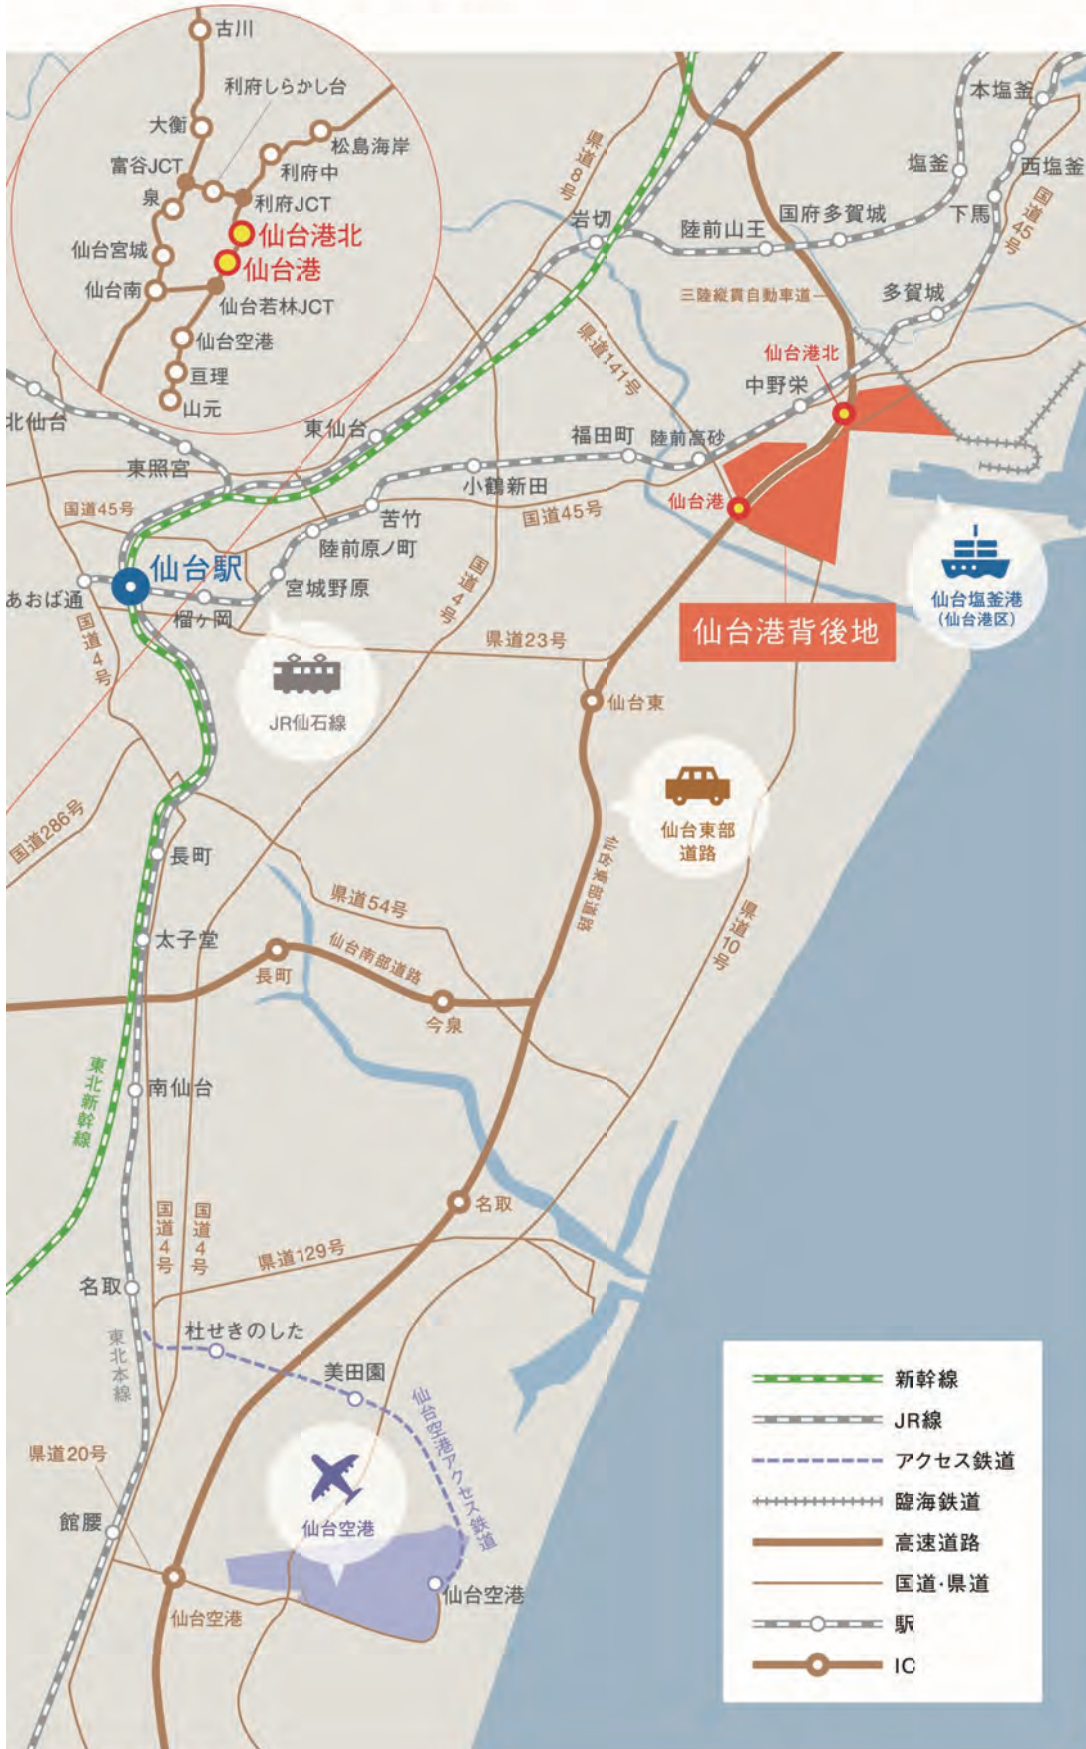 古川
利府しらかし台
大衡
松島海岸
富谷JCT
利府中
泉
利府JCT
仙台港北
仙台宮城
仙台港
仙台南
仙台若林JCT
仙台空港
亘理
山元
県道8号
本塩釜
塩釜
西塩釜
国道45号
下馬
国府多賀城
岩切
陸前山王
三陸縦貫自動車道
多賀城
県道141号
仙台港北
中野栄
北仙台
東仙台
福田町
陸前高砂
東照宮
小鶴新田
仙台港
国道45号
苦竹
国道45号
陸前原ノ町
仙台駅
宮城野原
国道4号
あおば通
榴ヶ岡
国道4号
仙台塩釜港
(仙台港区)
仙台港背後地
県道23号
JR仙石線
仙台東
仙台東部
道路
国道286号
長町
仙台東部道路
県道54号
県道10号
太子堂
仙台南部道路
長町
今泉
東北新幹線
南仙台
国道4号
国道4号
名取
県道129号
名取
杜せきのした
東北本線
美田園
仙台空港アクセス鉄道
県道20号
館腰
仙台空港
仙台空港
仙台空港
新幹線
JR線
アクセス鉄道
臨海鉄道
高速道路
国道・県道
駅
IC